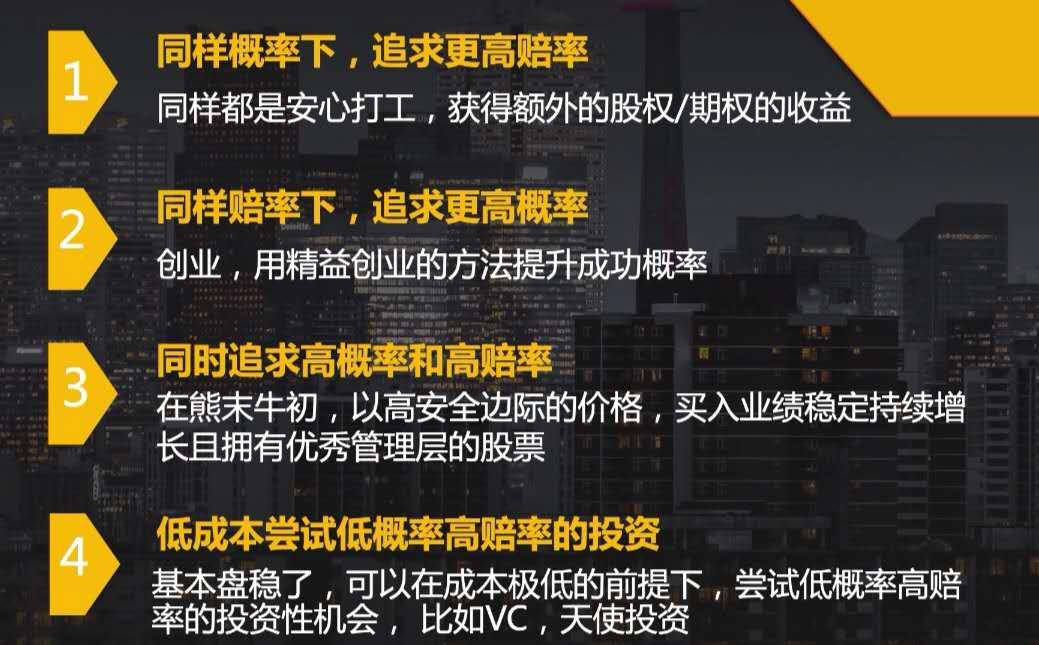 1
同样概率下，追求更高赔率
同样都是安心打工，获得额外的股权/期权的收益
2
同样赔率下，追求更高概率
创业，用精益创业的方法提升成功概率
3
同时追求高概率和高赔率
在熊末牛初，以高安全边际的价格，买入业绩稳定持续增
长且拥有优秀管理层的股票
4
低成本尝试低概率高赔率的投资
基本盘稳了，可以在成本极低的前提下，尝试低概率高赔
率的投资性机会， 比如VC，天使投资
Deloitte.